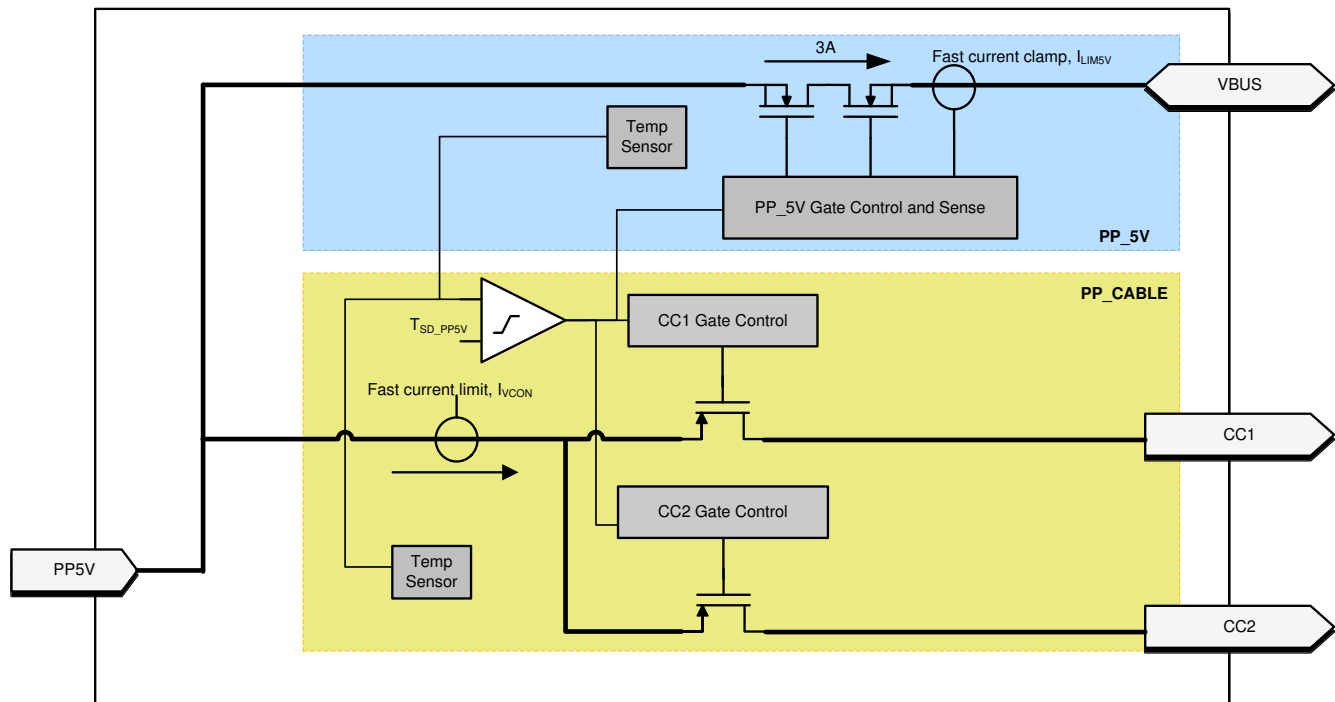 3A
Fast current clamp, ILIM5V
VBUS
Temp
Sensor
PP_5V Gate Control and Sense
PP_5V
PP_CABLE
CC1 Gate Control
TSD_PP5V
Fast current limit, IVCON
CC1
CC2 Gate Control
PP5V
Temp
Sensor
CC2